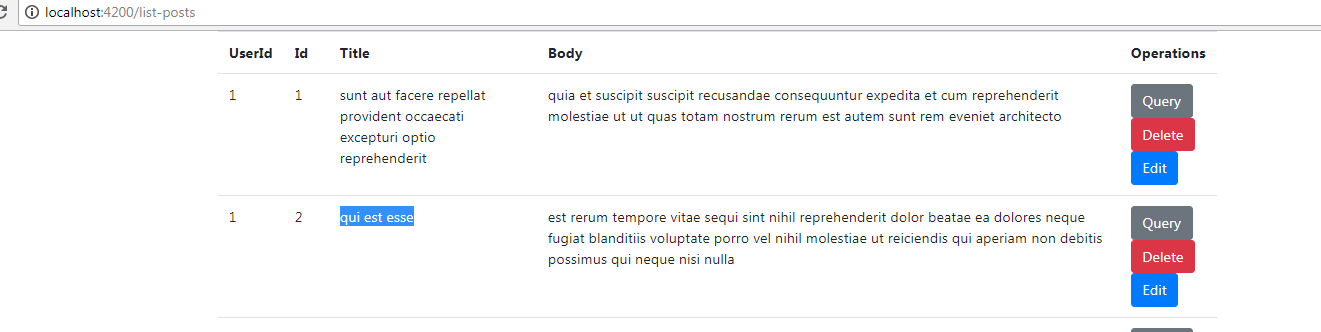 localhost:4200/list-posts
UserId Id Title Body Operations
1 1 sunt aut facere repellat quia et suscipit suscipit recusandae consequuntur expedita et cum reprehenderit Query
provident occaecati molestiae ut ut quas totam nostrum rerum est autem sunt rem eveniet architecto
excepturi optio Delete
reprehenderit Edit
1 2 qui est esse est rerum tempore vitae sequi sint nihil reprehenderit dolor beatae ea dolores neque Query
fugiat blanditiis voluptate porro vel nihil molestiae ut reiciendis qui aperiam non debitis
possimus qui neque nisi nulla Delete
Edit